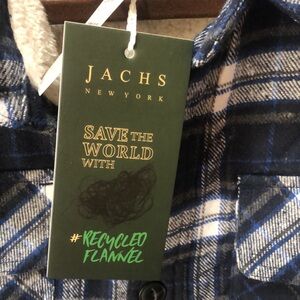 JACHS
NEW YORK
SAVE THE
WORLD
WITH
#RECYCLED
FLANNEL